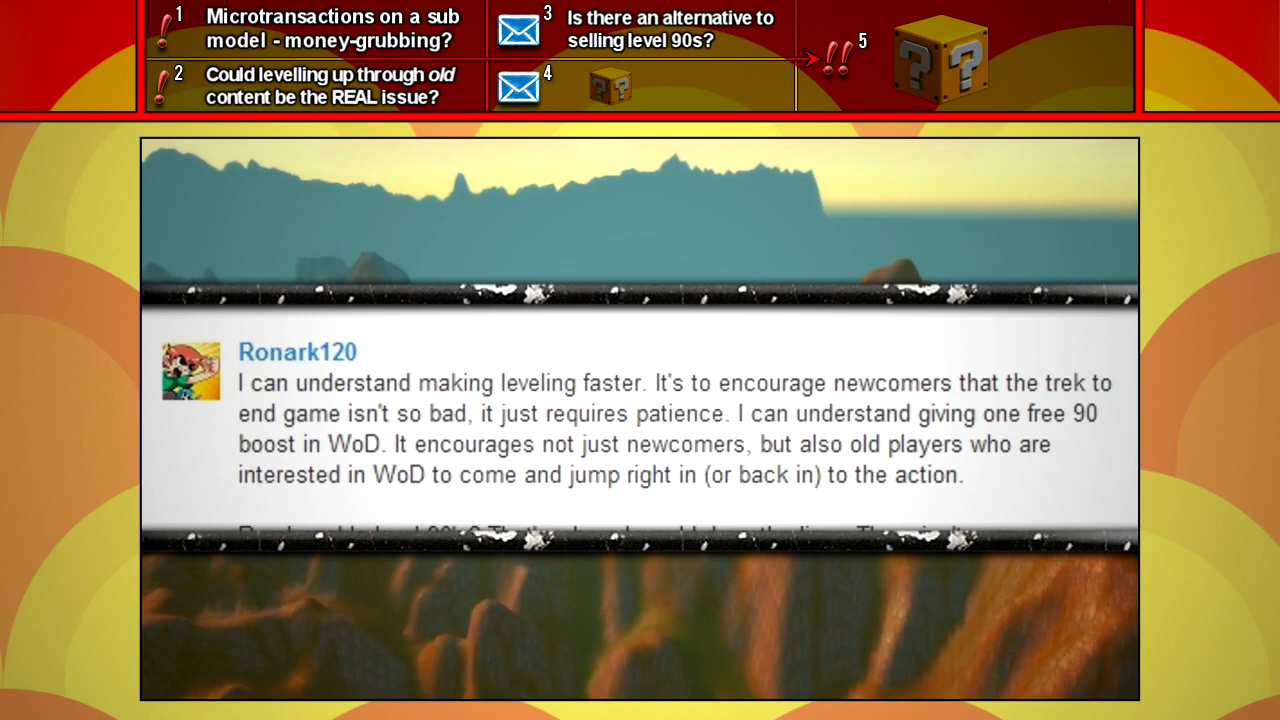 1
Microtransactions on a sub
model - money-grubbing?
2
Could levelling up through old
content be the REAL issue?
3
Is there an alternative to
selling level 90s?
4
5
Ronark120
I can understand making leveling faster. It's to encourage newcomers that the trek to
end game isn't so bad, it just requires patience. I can understand giving one free 90
boost in WoD. It encourages not just newcomers, but also old players who are
interested in WoD to come and jump right in (or back in) to the action.